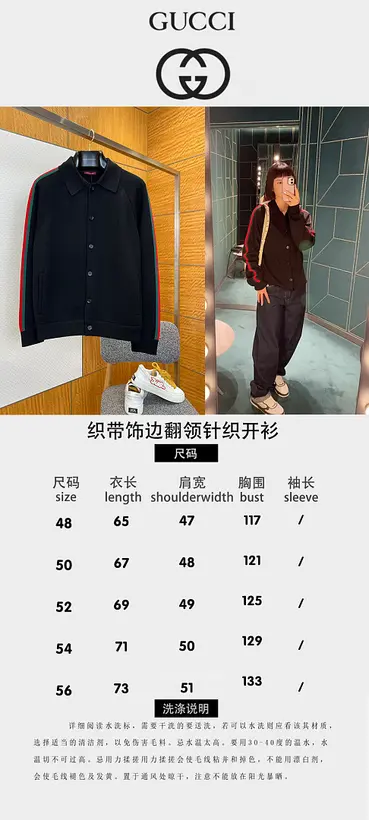 GUCCI
织带饰边翻领针织开衫
尺码
尺码 衣长 肩宽 胸围 袖长
size length shoulderwidth bust sleeve
48 65 47 117 /
50 67 48 121 /
52 69 49 125 /
54 71 50 129 /
56 73 51 133 /
洗涤说明
详细阅读水洗标，需要干洗的要送洗，若可以水洗则应看该其材质，
选择适当的清洁剂，以免伤害毛料。忌水温太高。要用30-40度的温水，水
温切不可过高。忌用力揉搓用力揉搓会使毛线粘并和掉色，不能用漂白剂，
会使毛线褪色及发黄。置于通风处晾干，注意不能放在阳光暴晒。